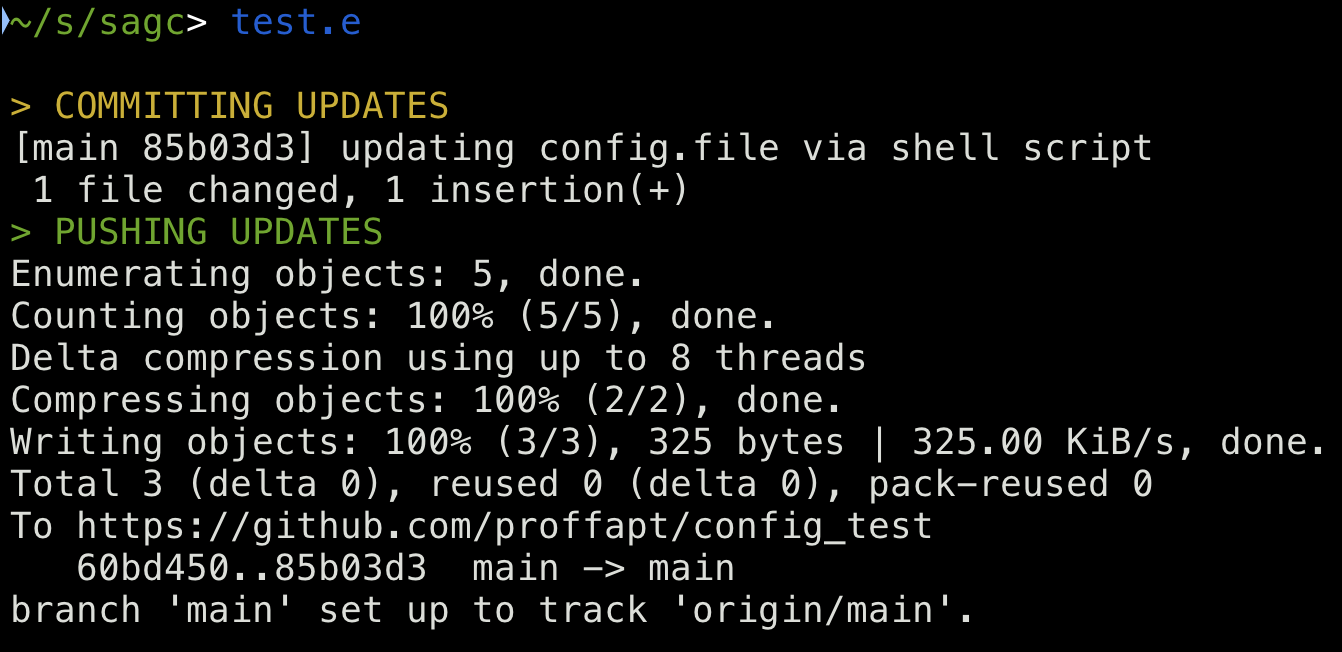 ~/s/sagc> test.e
> COMMITTING UPDATES
[main 85b03d3] updating config.file via shell script
 1 file changed, 1 insertion(+)
> PUSHING UPDATES
Enumerating objects: 5, done.
Counting objects: 100% (5/5), done.
Delta compression using up to 8 threads
Compressing objects: 100% (2/2), done.
Writing objects: 100% (3/3), 325 bytes | 325.00 KiB/s, done.
Total 3 (delta 0), reused 0 (delta 0), pack-reused 0
To https://github.com/proffapt/config_test
   60bd450..85b03d3  main -> main
branch 'main' set up to track 'origin/main'.